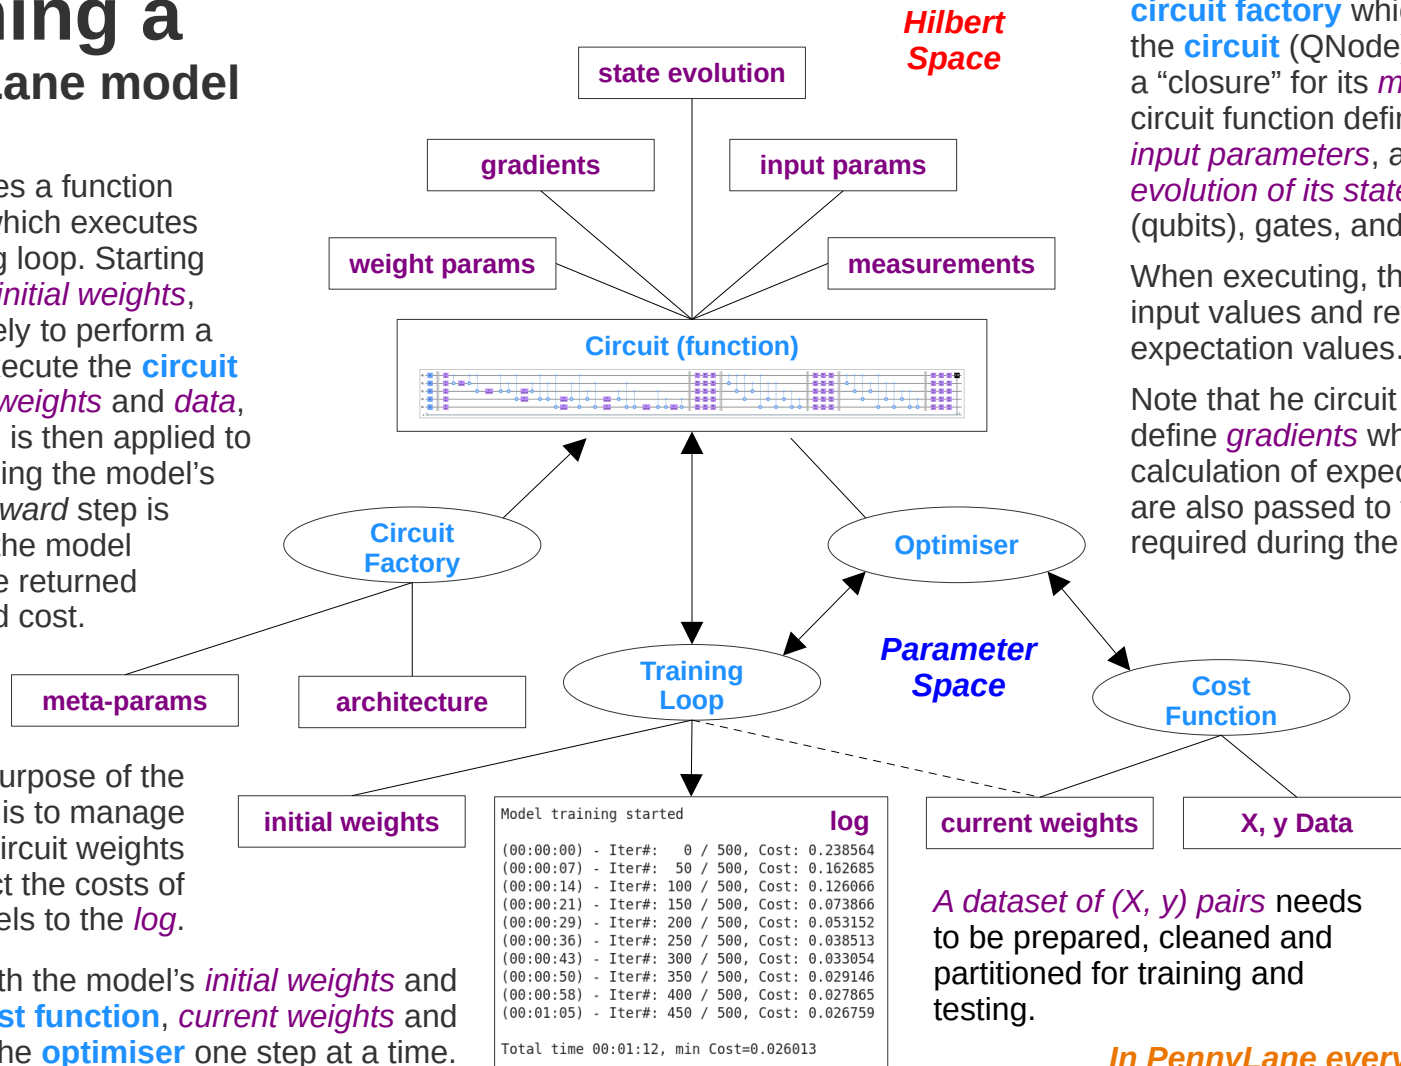 ning a
Lane model
es a function
which executes
g loop. Starting
initial weights,
ely to perform a
ecute the circuit
weights and data,
is then applied to
ing the model's
ward step is
the model
e returned
d cost.
Hilbert
Space
state evolution
gradients
input params
weight params
measurements
Circuit (function)
Circuit
Factory
Optimiser
Training
Loop
Parameter
Space
Cost
Function
meta-params
architecture
initial weights
current weights
X, y Data
circuit factory whi
the circuit (QNode
a “closure” for its m
circuit function defin
input parameters, a
evolution of its state
(qubits), gates, and
When executing, th
input values and re
expectation values.
Note that he circuit
define gradients wh
calculation of expec
are also passed to
required during the
urpose of the
is to manage
ircuit weights
ct the costs of
els to the log.
th the model's initial weights and
st function, current weights and
he optimiser one step at a time.
log
Model training started
(00:00:00) - Iter#:   0 / 500, Cost: 0.238564
(00:00:07) - Iter#:  50 / 500, Cost: 0.162685
(00:00:14) - Iter#: 100 / 500, Cost: 0.126066
(00:00:21) - Iter#: 150 / 500, Cost: 0.073866
(00:00:29) - Iter#: 200 / 500, Cost: 0.053152
(00:00:36) - Iter#: 250 / 500, Cost: 0.038513
(00:00:43) - Iter#: 300 / 500, Cost: 0.033054
(00:00:50) - Iter#: 350 / 500, Cost: 0.029146
(00:00:58) - Iter#: 400 / 500, Cost: 0.027865
(00:01:05) - Iter#: 450 / 500, Cost: 0.026759
Total time 00:01:12, min Cost=0.026013
A dataset of (X, y) pairs needs
to be prepared, cleaned and
partitioned for training and
testing.
In PennyLane every